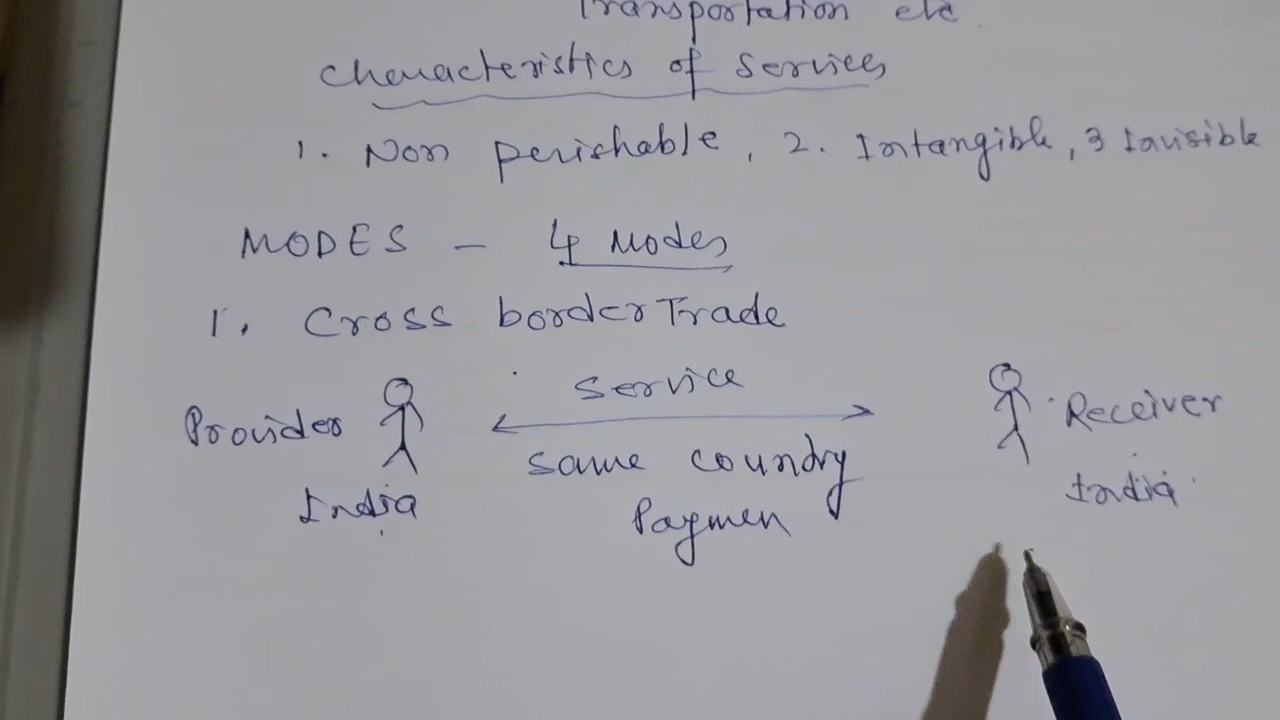 Transportation etc
Characteristics of Services
1. Non perishable, 2. Intangible, 3 Invisible
MODES - 4 Modes
1. Cross border Trade
Service
Provider
Receiver
same country
India
India
Paymen